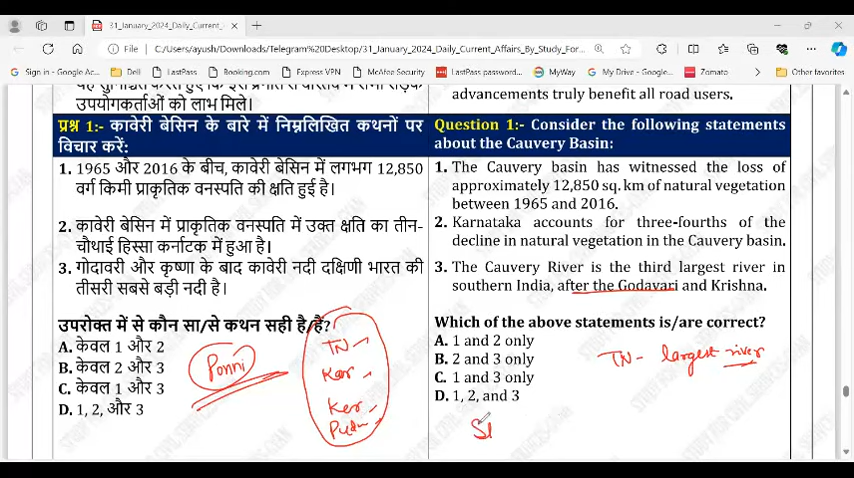 31_January_2024_Daily_Current_
File
C:/Users/ayush/Downloads/Telegram%20Desktop/31_January_2024_Daily_Current_Affairs_By_Study_For...
Sign in - Google Ac...
Dell
LastPass
Booking.com
Express VPN
McAfee Security
LastPass password...
MyWay
My Drive - Google...
Zomato
Other favorites
उपयोगकर्ताओं को लाभ मिले।
advancements truly benefit all road users.
प्रश्न 1:- कावेरी बेसिन के बारे में निम्नलिखित कथनों पर
विचार करें:
1. 1965 और 2016 के बीच, कावेरी बेसिन में लगभग 12,850
वर्ग किमी प्राकृतिक वनस्पति की क्षति हुई है।
2. कावेरी बेसिन में प्राकृतिक वनस्पति में उक्त क्षति का तीन-
चौथाई हिस्सा कर्नाटक में हुआ है।
3. गोदावरी और कृष्णा के बाद कावेरी नदी दक्षिणी भारत की
तीसरी सबसे बड़ी नदी है।
उपरोक्त में से कौन सा/से कथन सही है/हैं?
A. केवल 1 और 2
B. केवल 2 और 3
C. केवल 1 और 3
D. 1, 2, और 3
Ponni
TN
Kar
Ker
Pudu
Question 1:- Consider the following statements
about the Cauvery Basin:
1. The Cauvery basin has witnessed the loss of
approximately 12,850 sq. km of natural vegetation
between 1965 and 2016.
2. Karnataka accounts for three-fourths of the
decline in natural vegetation in the Cauvery basin.
3. The Cauvery River is the third largest river in
southern India, after the Godavari and Krishna.
Which of the above statements is/are correct?
A. 1 and 2 only
B. 2 and 3 only
C. 1 and 3 only
D. 1, 2, and 3
TN- largest river